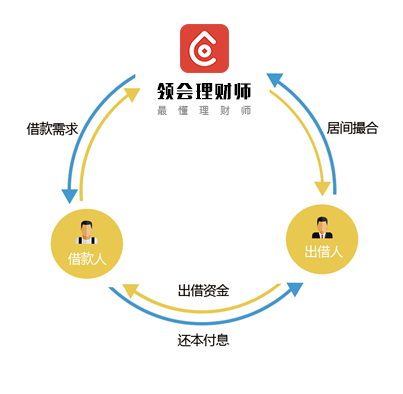 领会理财师
最懂理财师
借款需求
居间撮合
借款人
出借人
出借资金
还本付息